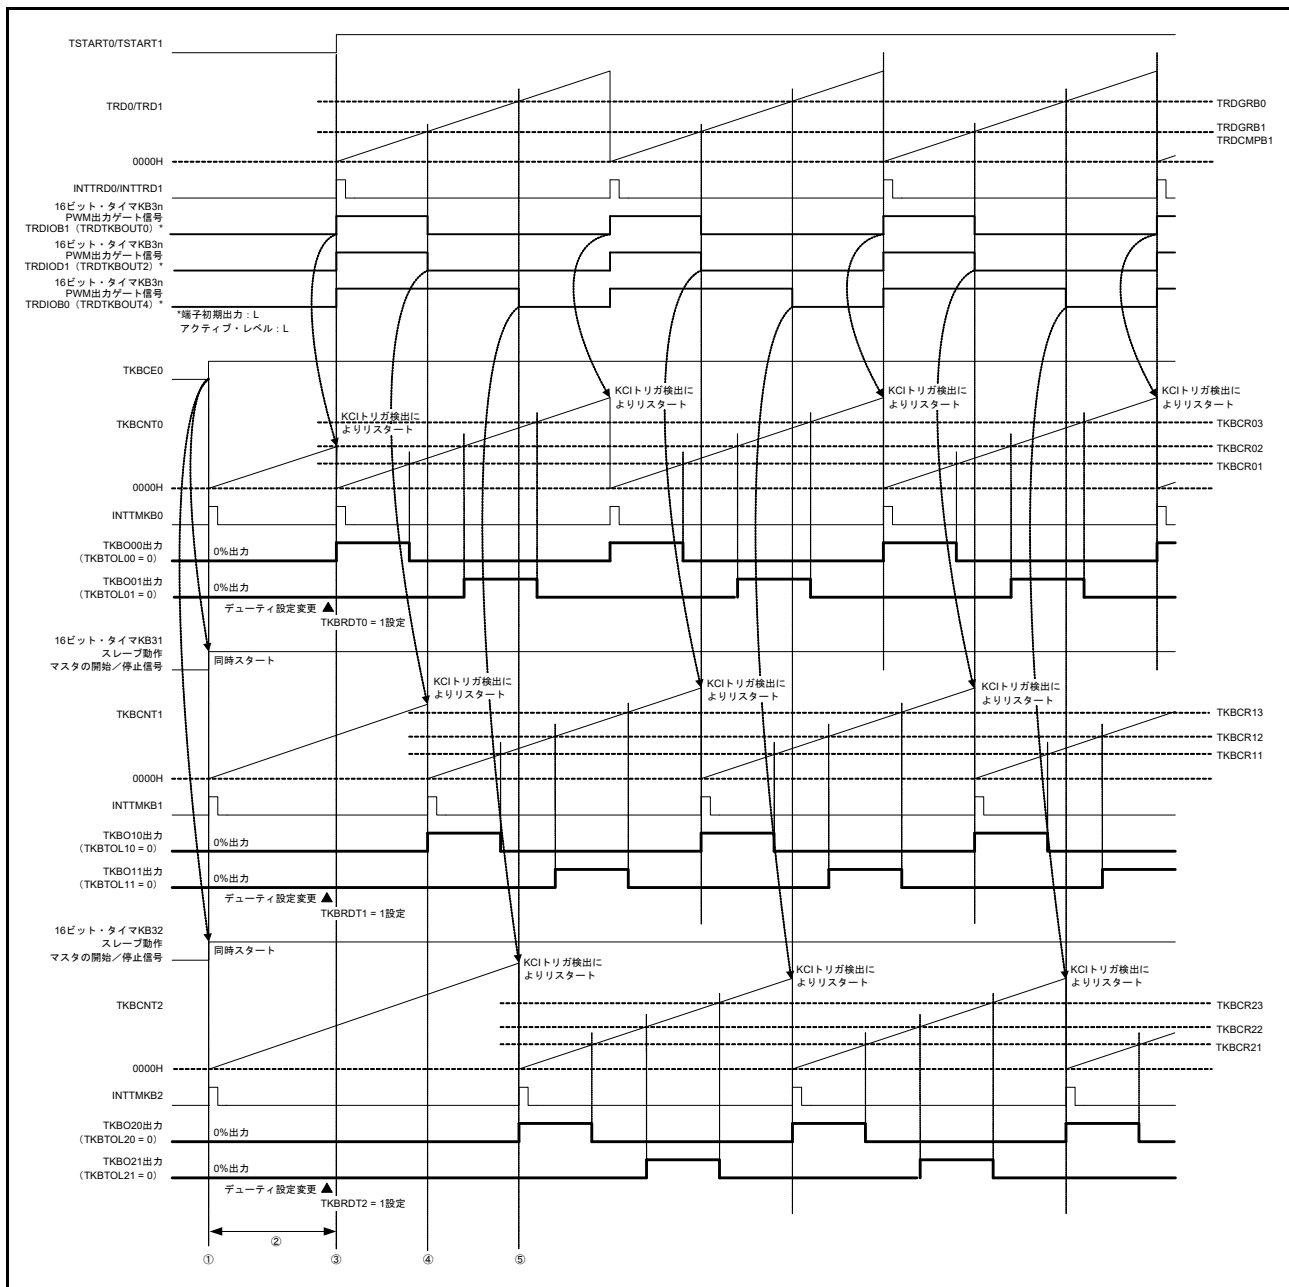 TSTART0/TSTART1
TRD0/TRD1
TRDGRB0
TRDGRB1
TRDCMPB1
0000H
INTTRD0/INTTRD1
16ビット・タイマKB3n
PWM出力ゲート信号
TRDIOB1（TRDTKBOUT0）*
16ビット・タイマKB3n
PWM出力ゲート信号
TRDIOD1（TRDTKBOUT2）*
16ビット・タイマKB3n
PWM出力ゲート信号
TRDIOB0（TRDTKBOUT4）*
*端子初期出力：L
アクティブ・レベル：L
TKBCE0
KCIトリガ検出に
よりリスタート
KCIトリガ検出に
よりリスタート
KCIトリガ検出に
よりリスタート
KCIトリガ検出に
よりリスタート
TKBCNT0
TKBCR03
TKBCR02
TKBCR01
0000H
INTTMKB0
TKBO00出力
（TKBTOL00 = 0）
0%出力
TKBO01出力
（TKBTOL01 = 0）
0%出力
デューティ設定変更 ▲
TKBRDT0 = 1設定
16ビット・タイマKB31
スレーブ動作
マスタの開始／停止信号
同時スタート
KCIトリガ検出に
よりリスタート
KCIトリガ検出に
よりリスタート
KCIトリガ検出に
よりリスタート
TKBCNT1
TKBCR13
TKBCR12
TKBCR11
0000H
INTTMKB1
TKBO10出力
（TKBTOL10 = 0）
0%出力
TKBO11出力
（TKBTOL11 = 0）
0%出力
デューティ設定変更 ▲
TKBRDT1 = 1設定
16ビット・タイマKB32
スレーブ動作
マスタの開始／停止信号
同時スタート
KCIトリガ検出に
よりリスタート
KCIトリガ検出に
よりリスタート
KCIトリガ検出に
よりリスタート
TKBCNT2
TKBCR23
TKBCR22
TKBCR21
0000H
INTTMKB2
TKBO20出力
（TKBTOL20 = 0）
0%出力
TKBO21出力
（TKBTOL21 = 0）
0%出力
デューティ設定変更 ▲
TKBRDT2 = 1設定
②
① ③ ④ ⑤